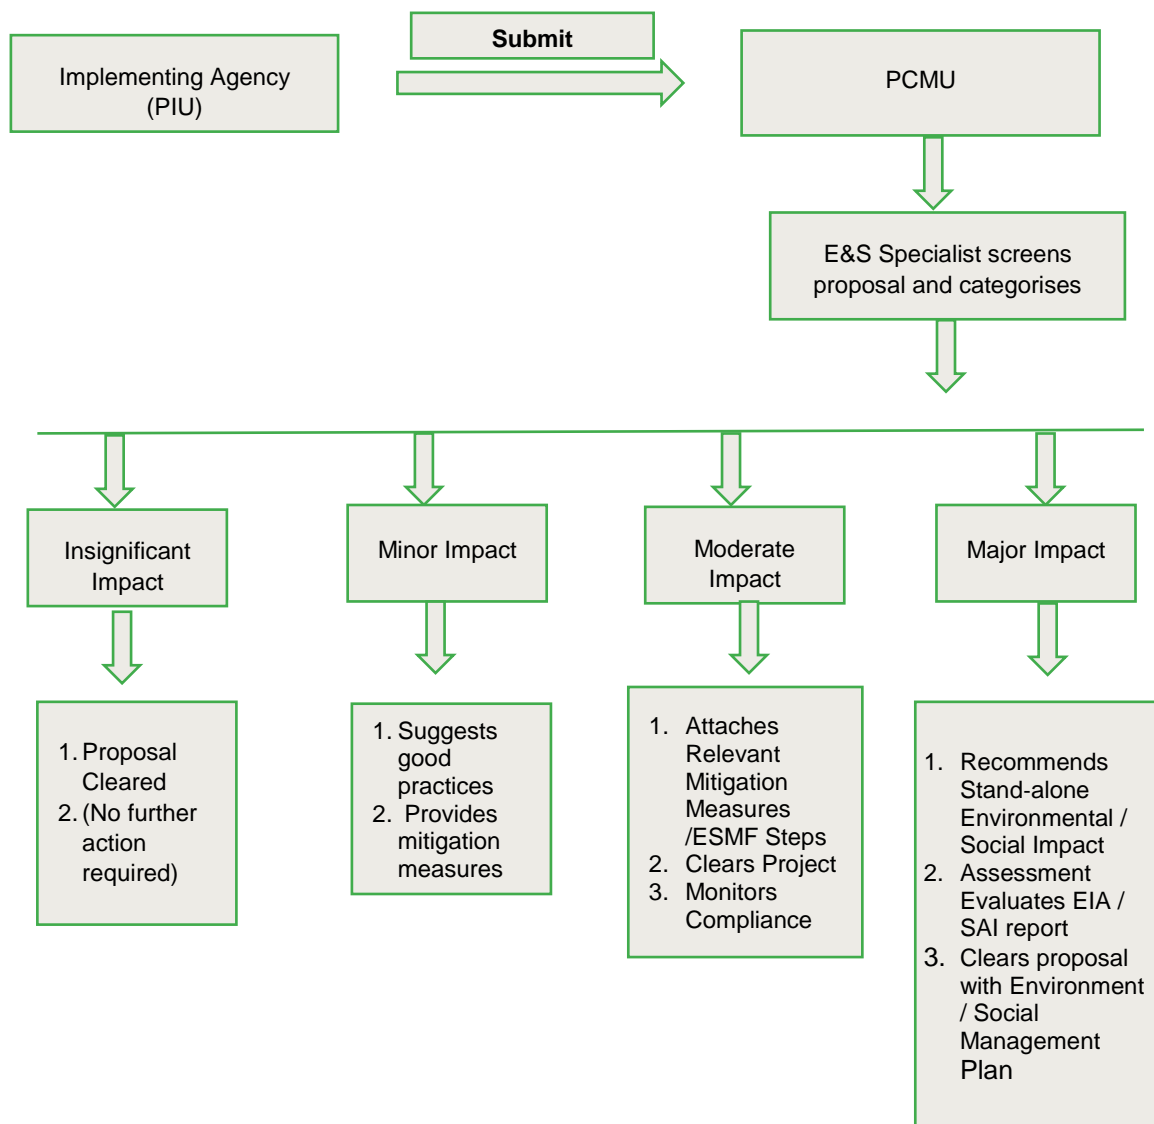 Implementing Agency
(PIU)
Submit
PCMU
E&S Specialist screens
proposal and categorises
Insignificant
Impact
Minor Impact
Moderate
Impact
Major Impact
1. Proposal
Cleared
2. (No further
action
required)
1. Suggests
good
practices
2. Provides
mitigation
measures
1. Attaches
Relevant
Mitigation
Measures
/ESMF Steps
2. Clears Project
3. Monitors
Compliance
1. Recommends
Stand-alone
Environmental /
Social Impact
2. Assessment
Evaluates EIA /
SAI report
3. Clears proposal
with Environment
/ Social
Management
Plan